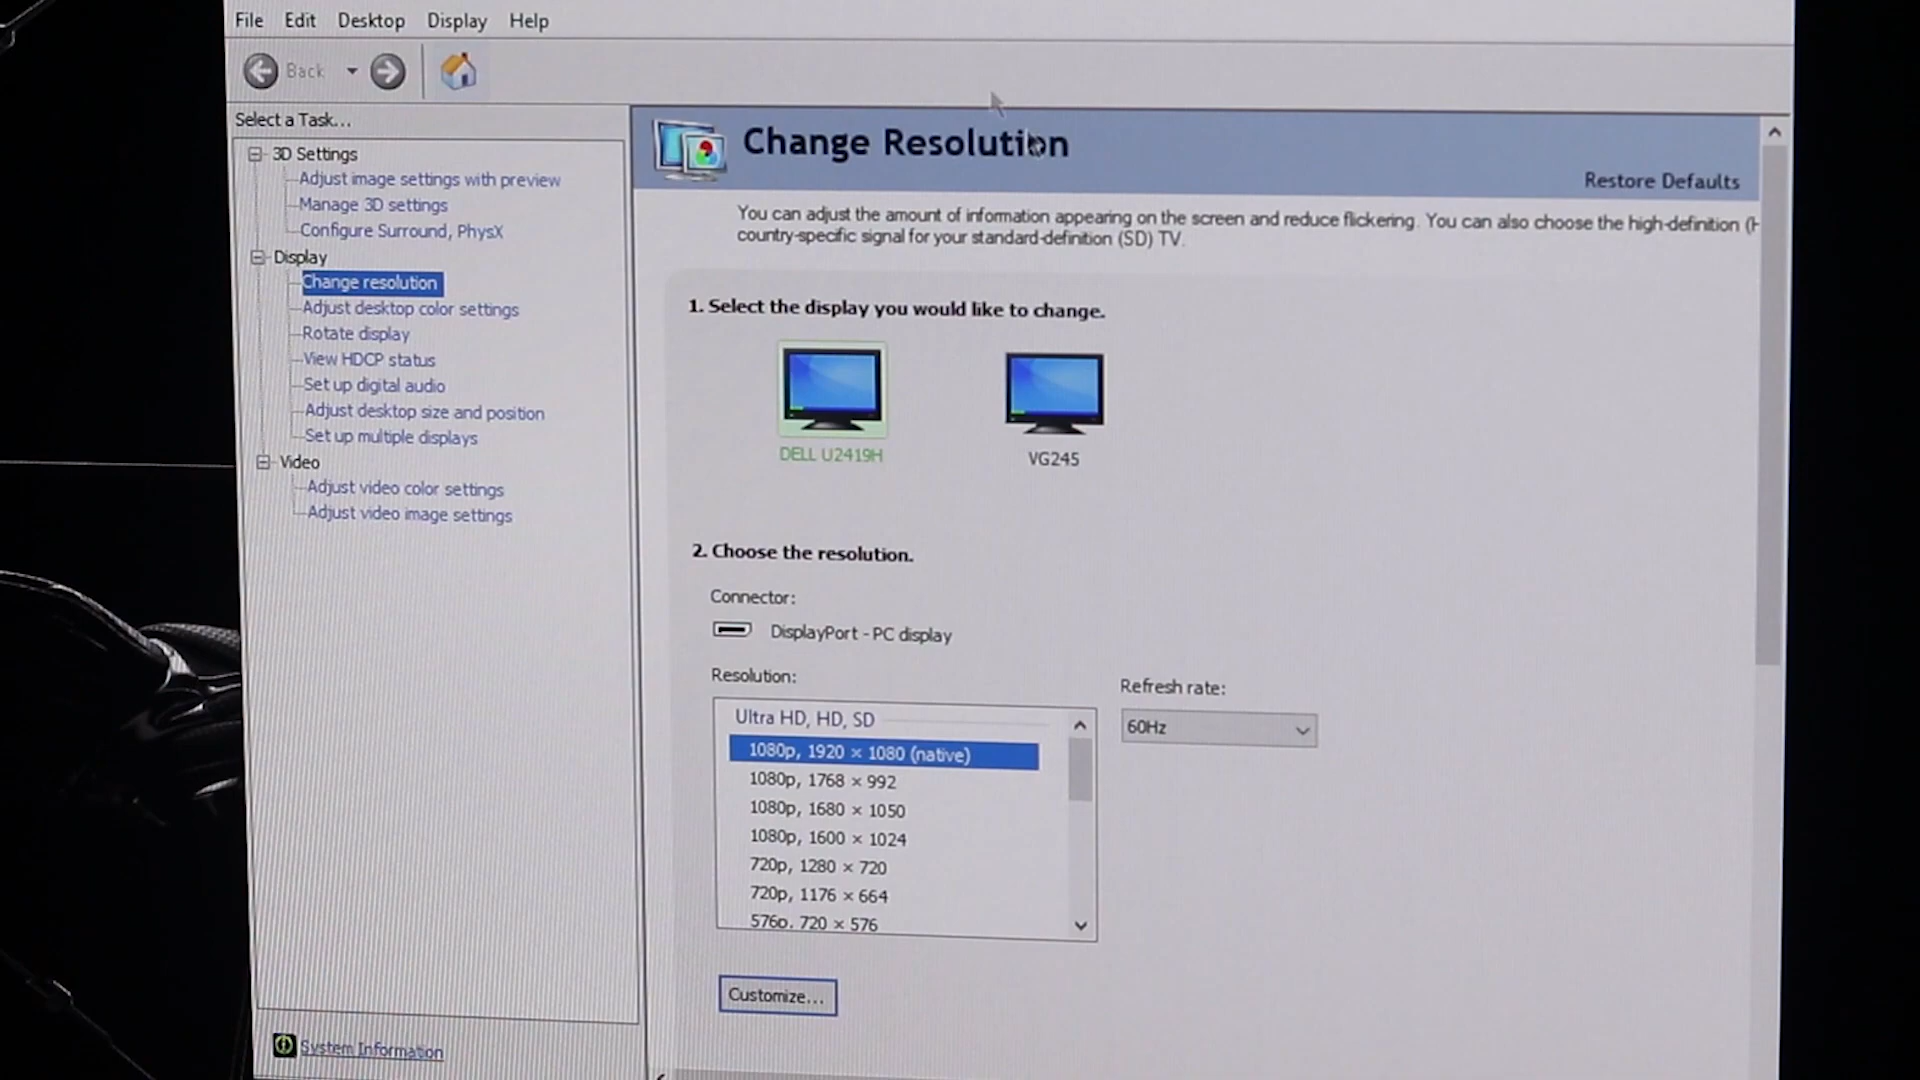 File Edit Desktop Display Help
Back
Select a Task...
3D Settings
Adjust image settings with preview
Manage 3D settings
Configure Surround, PhysX
Display
Change resolution
Adjust desktop color settings
Rotate display
View HDCP status
Set up digital audio
Adjust desktop size and position
Set up multiple displays
Video
Adjust video color settings
Adjust video image settings
System Information
Change Resolution
Restore Defaults
You can adjust the amount of information appearing on the screen and reduce flickering. You can also choose the high-definition (H
country-specific signal for your standard-definition (SD) TV.
1. Select the display you would like to change.
DELL U2419H
VG245
2. Choose the resolution.
Connector:
DisplayPort - PC display
Resolution:
Ultra HD, HD, SD
1080p, 1920 × 1080 (native)
1080p, 1768 × 992
1080p, 1680 × 1050
1080p, 1600 × 1024
720p, 1280 × 720
720p, 1176 × 664
576p, 720 × 576
Refresh rate:
60Hz
Customize...